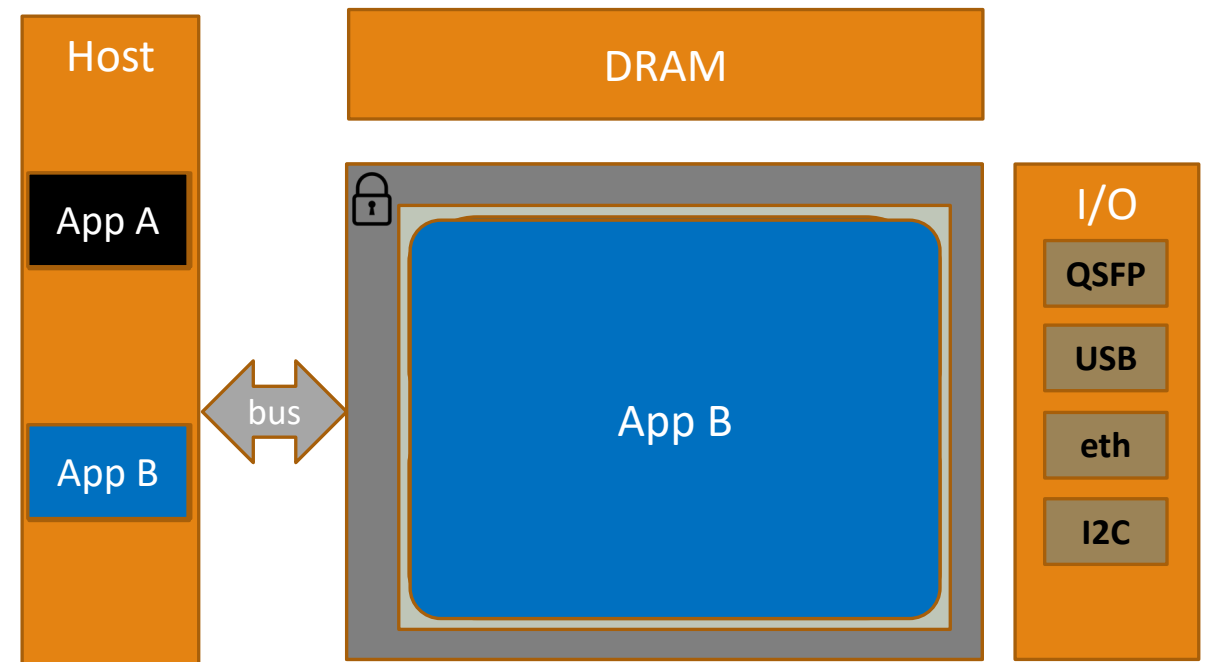 Host
App A
App B
bus
DRAM
App B
I/O
QSFP
USB
eth
I2C